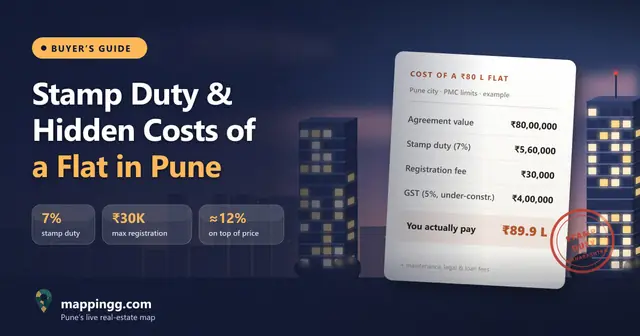 BUYER'S GUIDE
Stamp Duty &
Hidden Costs of
a Flat in Pune
7%
stamp duty
₹30K
max registration
≈12%
on top of price
mappingg.com
Pune's live real-estate map
COST OF A ₹80 L FLAT
Pune city · PMC limits · example
Agreement value ₹80,00,000
Stamp duty (7%) ₹5,60,000
Registration fee ₹30,000
GST (5%, under-constr.) ₹4,00,000
You actually pay ₹89.9 L
+ maintenance, legal & loan fees